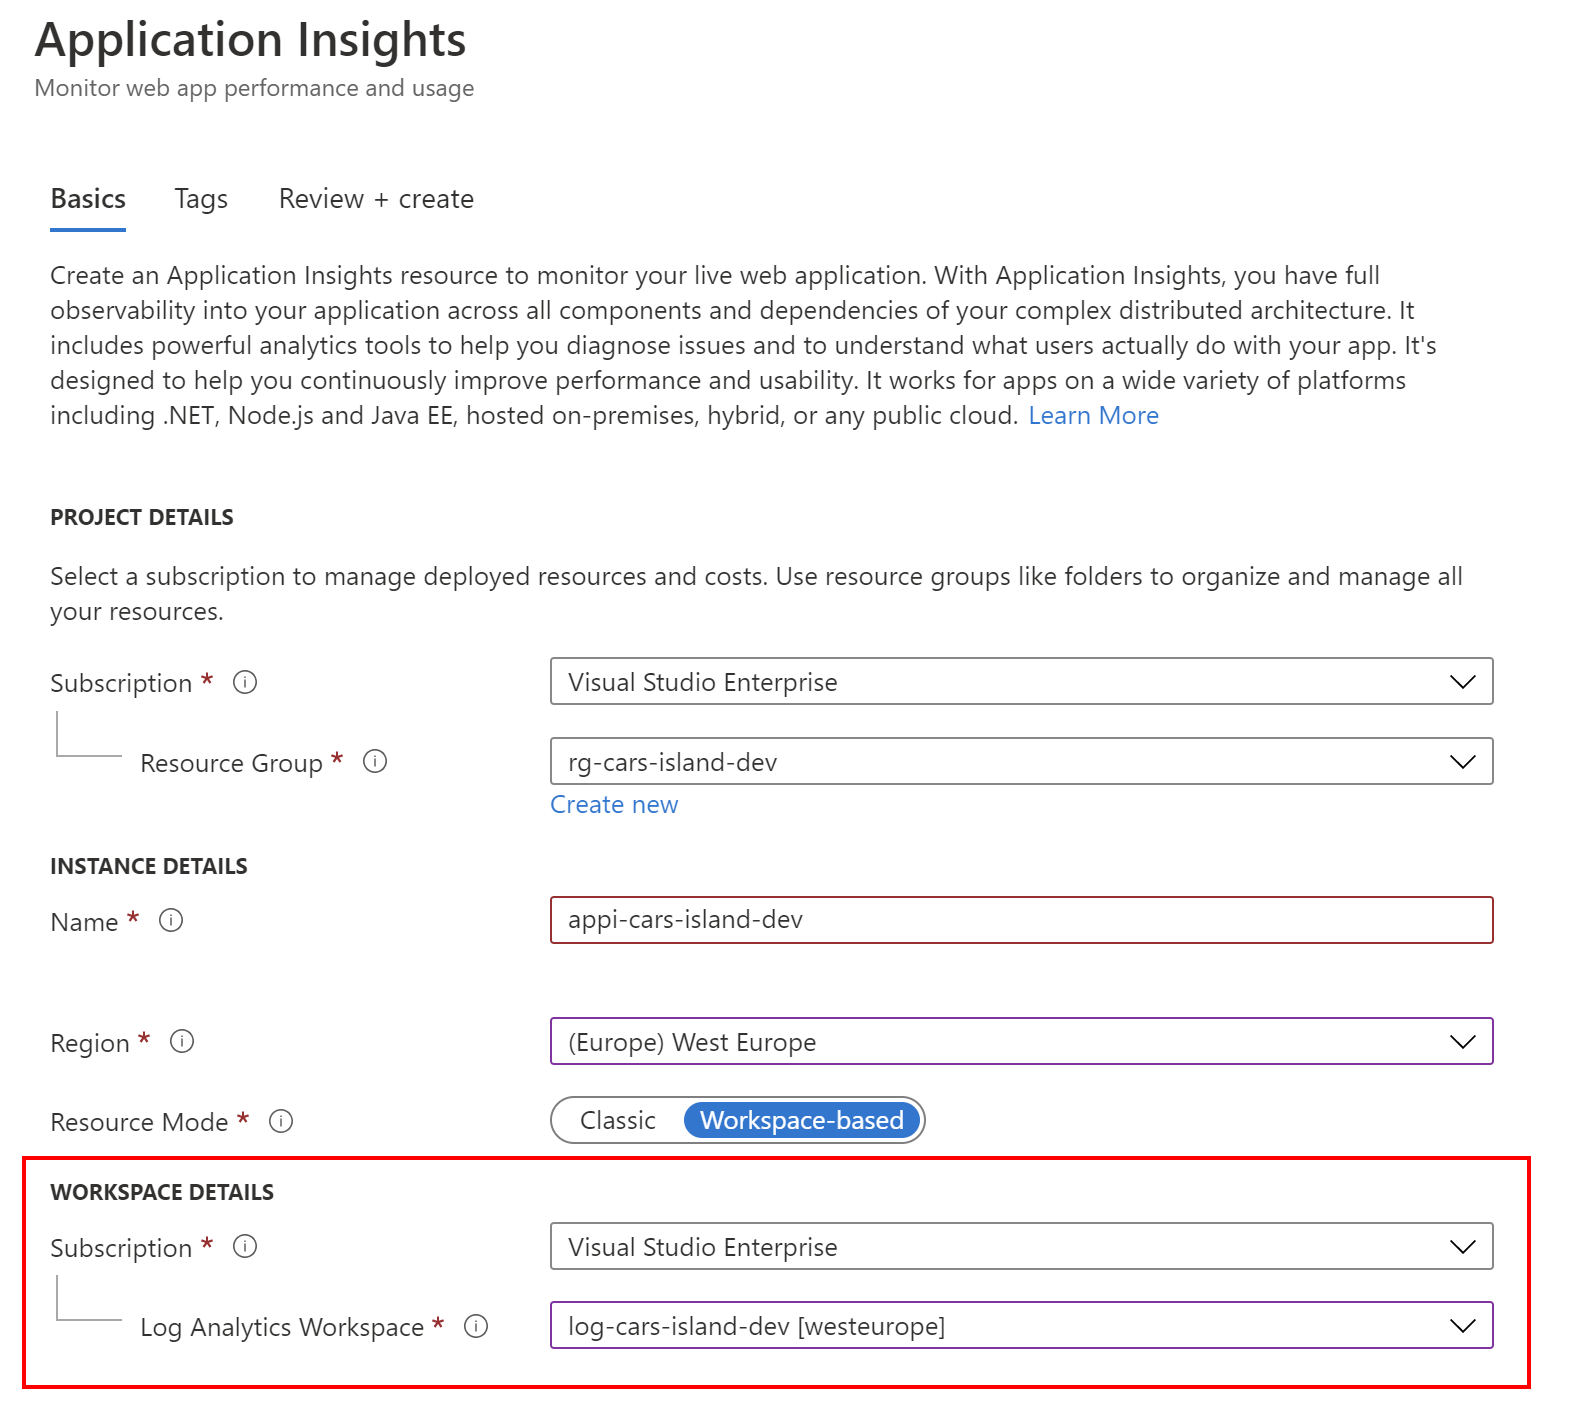 Application Insights
Monitor web app performance and usage
Basics Tags Review + create
Create an Application Insights resource to monitor your live web application. With Application Insights, you have full
observability into your application across all components and dependencies of your complex distributed architecture. It
includes powerful analytics tools to help you diagnose issues and to understand what users actually do with your app. It's
designed to help you continuously improve performance and usability. It works for apps on a wide variety of platforms
including .NET, Node.js and Java EE, hosted on-premises, hybrid, or any public cloud. Learn More
PROJECT DETAILS
Select a subscription to manage deployed resources and costs. Use resource groups like folders to organize and manage all
your resources.
Subscription * Visual Studio Enterprise
Resource Group * rg-cars-island-dev
Create new
INSTANCE DETAILS
Name * appi-cars-island-dev
Region * (Europe) West Europe
Resource Mode * Classic Workspace-based
WORKSPACE DETAILS
Subscription * Visual Studio Enterprise
Log Analytics Workspace * log-cars-island-dev [westeurope]